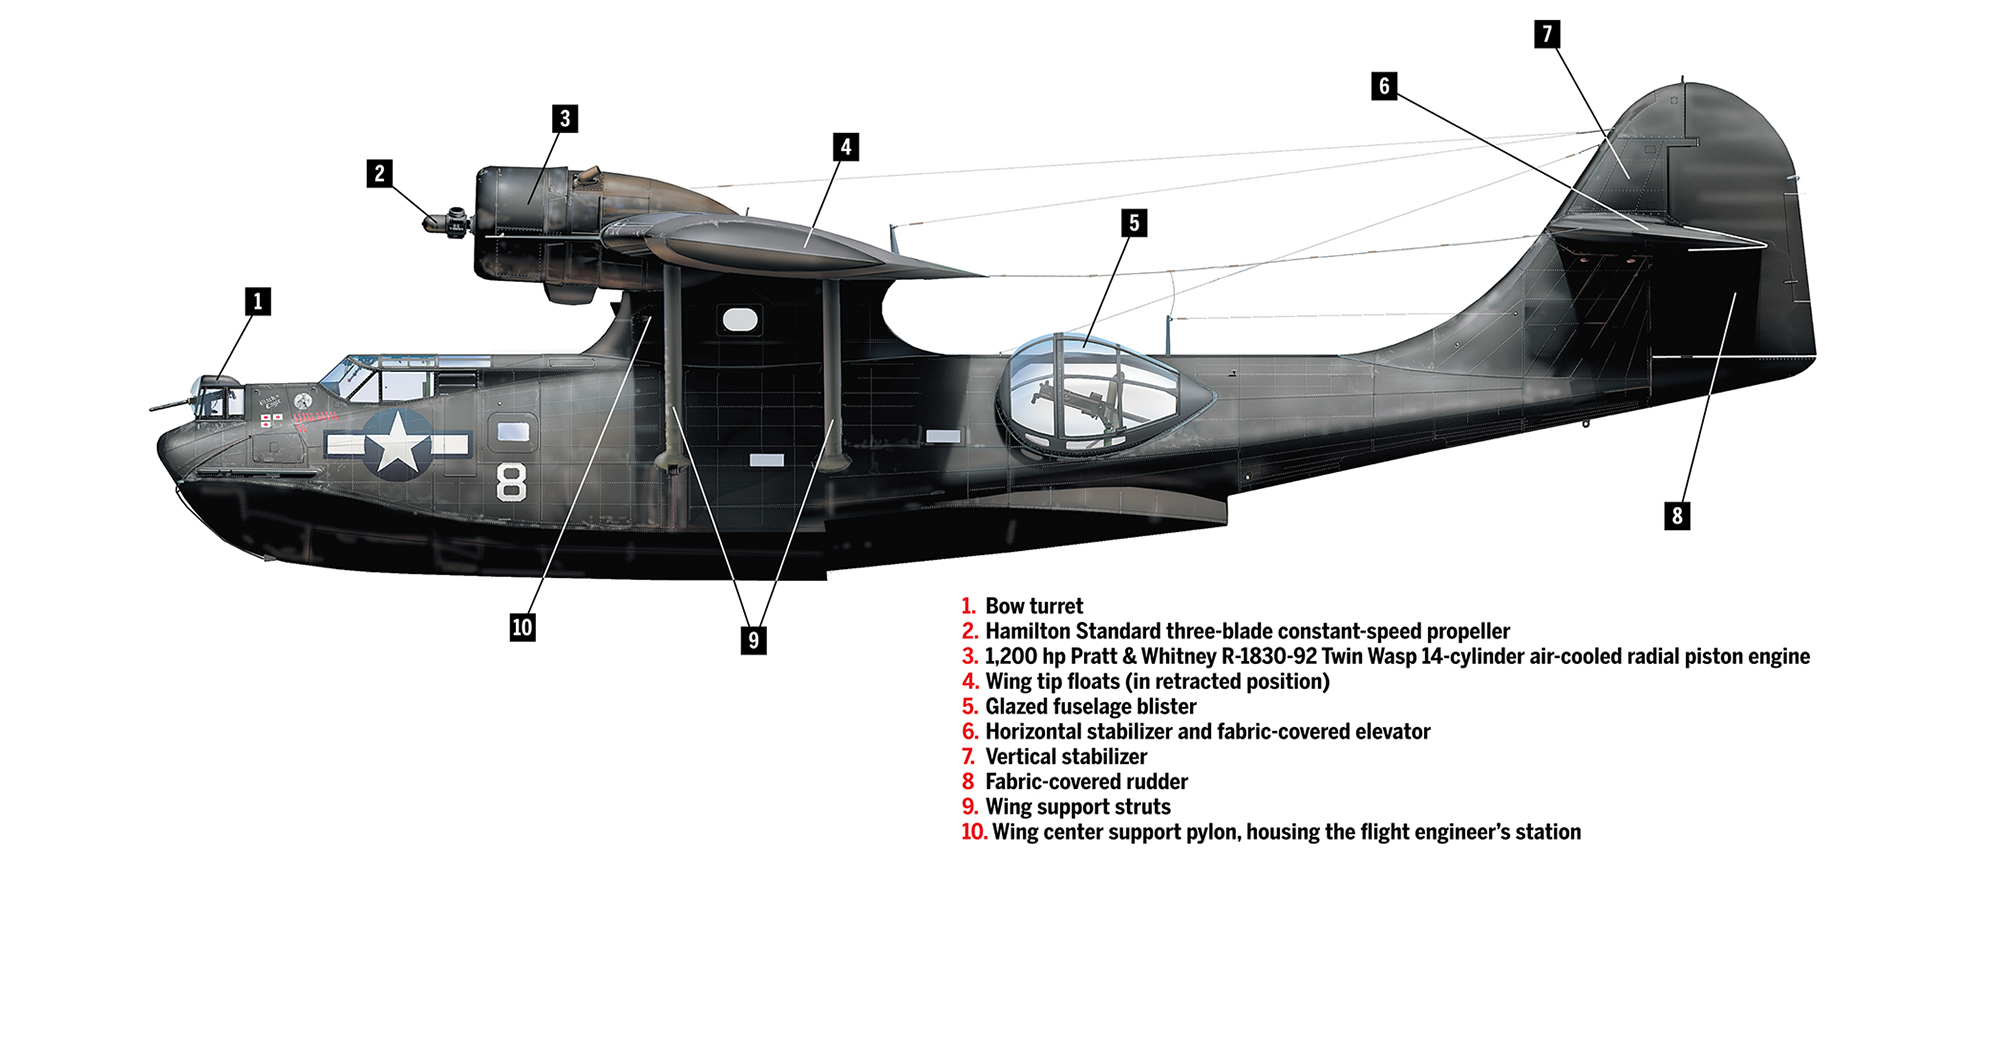 7
6
3
4
2
5
1
Black
8
8
10
9
1. Bow turret
2. Hamilton Standard three-blade constant-speed propeller
3. 1,200 hp Pratt & Whitney R-1830-92 Twin Wasp 14-cylinder air-cooled radial piston engine
4. Wing tip floats (in retracted position)
5. Glazed fuselage blister
6. Horizontal stabilizer and fabric-covered elevator
7. Vertical stabilizer
8 Fabric-covered rudder
9. Wing support struts
10. Wing center support pylon, housing the flight engineer’s station